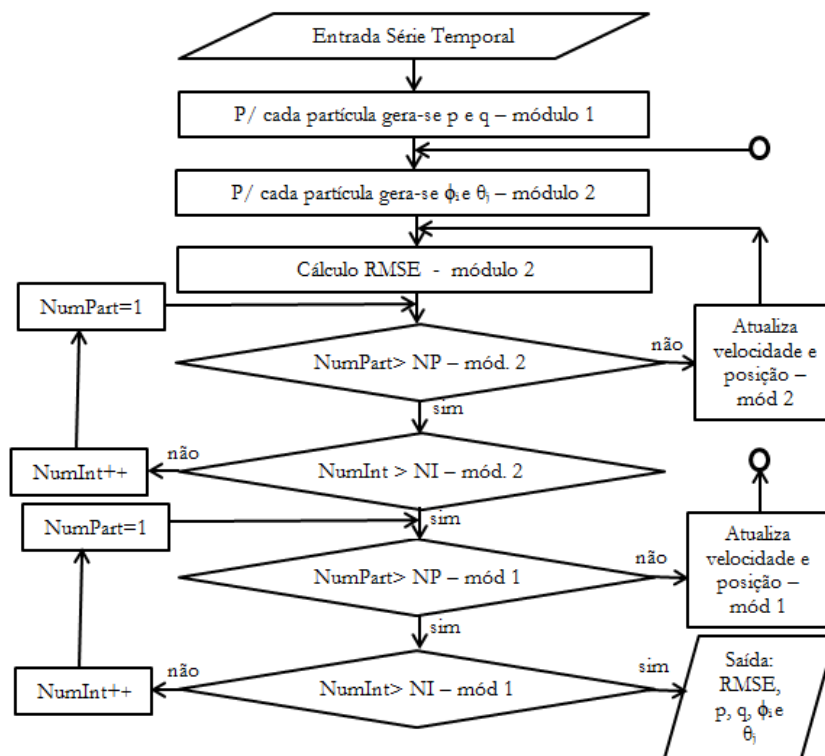 Entrada Série Temporal
P/ cada partícula gera-se p e q – módulo 1
P/ cada partícula gera-se ϕᵢ e θⱼ – módulo 2
Cálculo RMSE - módulo 2
NumPart=1
NumPart> NP – mód. 2
não
Atualiza
velocidade e
posição –
mód 2
sim
NumInt++
não
NumInt > NI – mód. 2
sim
NumPart=1
NumPart> NP – mód 1
não
Atualiza
velocidade e
posição –
mód 1
sim
NumInt++
não
NumInt> NI – mód 1
sim
Saída:
RMSE,
p, q, ϕᵢ e
θⱼ